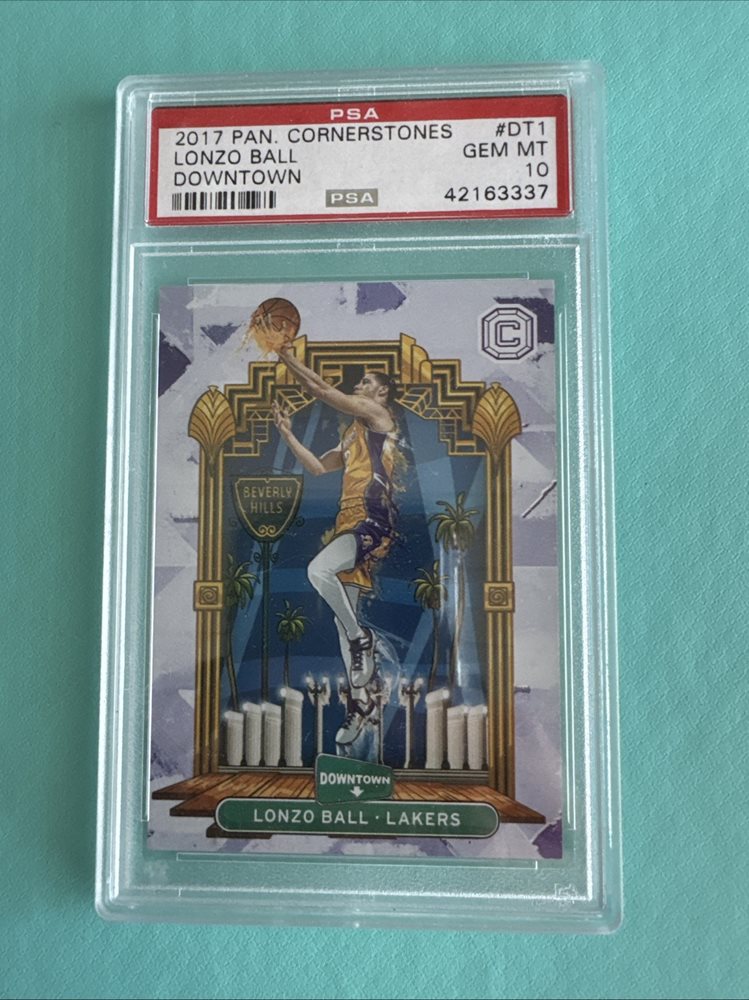 PSA
2017 PAN. CORNERSTONES #DT1
LONZO BALL GEM MT
DOWNTOWN 10
PSA 42163337
C
BEVERLY
HILLS
DOWNTOWN
LONZO BALL · LAKERS